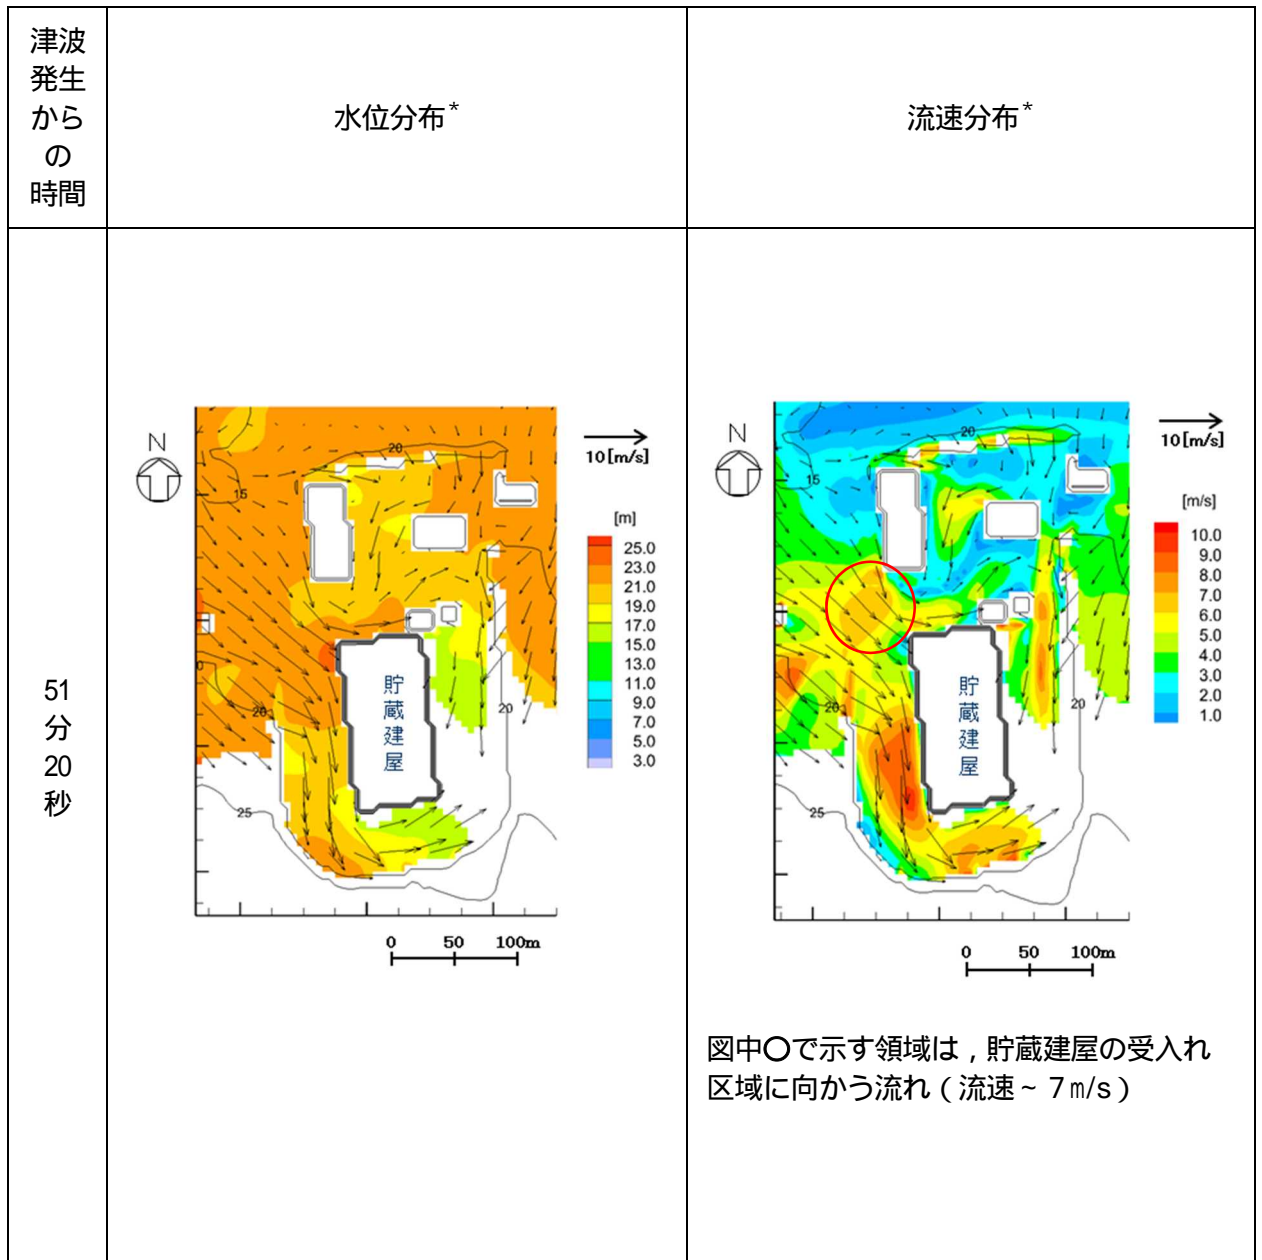 津波
発生
から
の
時間
水位分布*
流速分布*
51
分
20
秒
N
10[m/s]
20
15
[m]
25.0
23.0
21.0
19.0
17.0
15.0
13.0
11.0
9.0
7.0
5.0
3.0
貯
蔵
建
屋
0
20
20
25
0 50 100m
N
10[m/s]
20
15
[m/s]
10.0
9.0
8.0
7.0
6.0
5.0
4.0
3.0
2.0
1.0
貯
蔵
建
屋
20
20
25
0 50 100m
図中○で示す領域は，貯蔵建屋の受入れ
区域に向かう流れ（流速~7m/s）